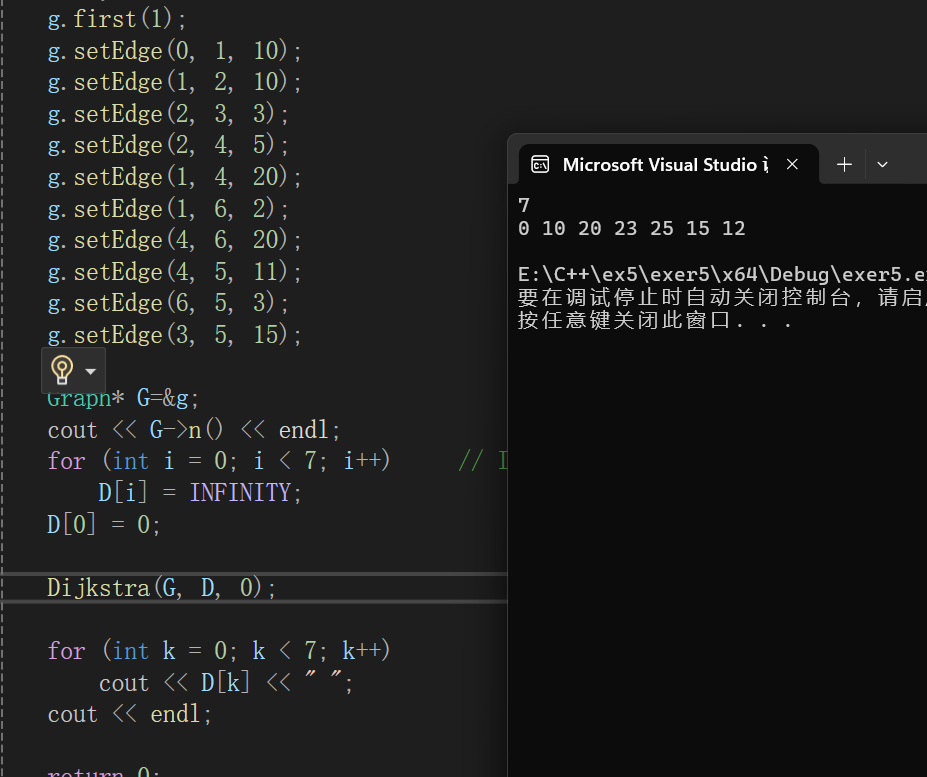 g.first(1);
g.setEdge(0, 1, 10);
g.setEdge(1, 2, 10);
g.setEdge(2, 3, 3);
g.setEdge(2, 4, 5);
g.setEdge(1, 4, 20);
g.setEdge(1, 6, 2);
g.setEdge(4, 6, 20);
g.setEdge(4, 5, 11);
g.setEdge(6, 5, 3);
g.setEdge(3, 5, 15);
Graph* G=&g;
cout << G->n() << endl;
for (int i = 0; i < 7; i++) //
D[i] = INFINITY;
D[0] = 0;
Dijkstra(G, D, 0);
for (int k = 0; k < 7; k++)
cout << D[k] << " ";
cout << endl;
return 0;
Microsoft Visual Studio
7
0 10 20 23 25 15 12
E:\C++\ex5\exer5\x64\Debug\exer5.e
要在调试停止时自动关闭控制台，请启
按任意键关闭此窗口. . .